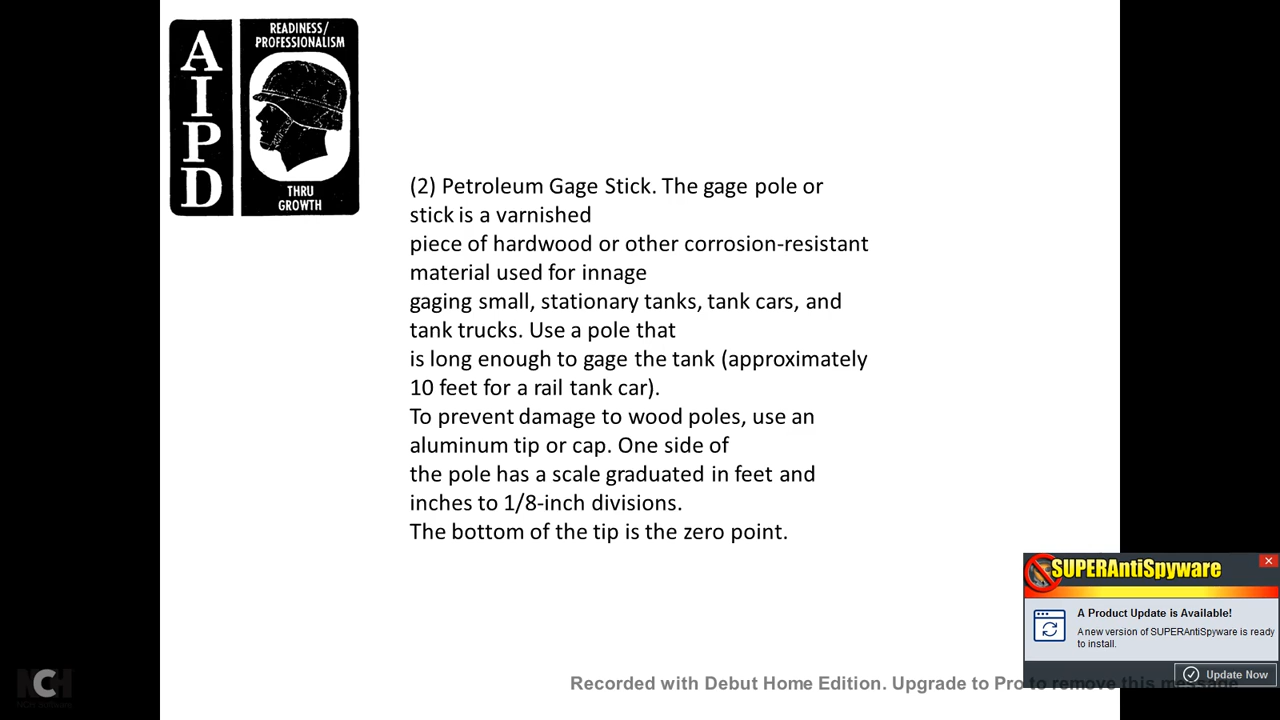 AIPD
READINESS/
PROFESSIONALISM
THRU
GROWTH
(2) Petroleum Gage Stick. The gage pole or
stick is a varnished
piece of hardwood or other corrosion-resistant
material used for innage
gaging small, stationary tanks, tank cars, and
tank trucks. Use a pole that
is long enough to gage the tank (approximately
10 feet for a rail tank car).
To prevent damage to wood poles, use an
aluminum tip or cap. One side of
the pole has a scale graduated in feet and
inches to 1/8-inch divisions.
The bottom of the tip is the zero point.
SUPERAntiSpyware
A Product Update is Available!
A new version of SUPERAntiSpyware is ready
to install.
Update Now
Recorded with Debut Home Edition. Upgrade to Pro to remove this message
NCH
NCH Software